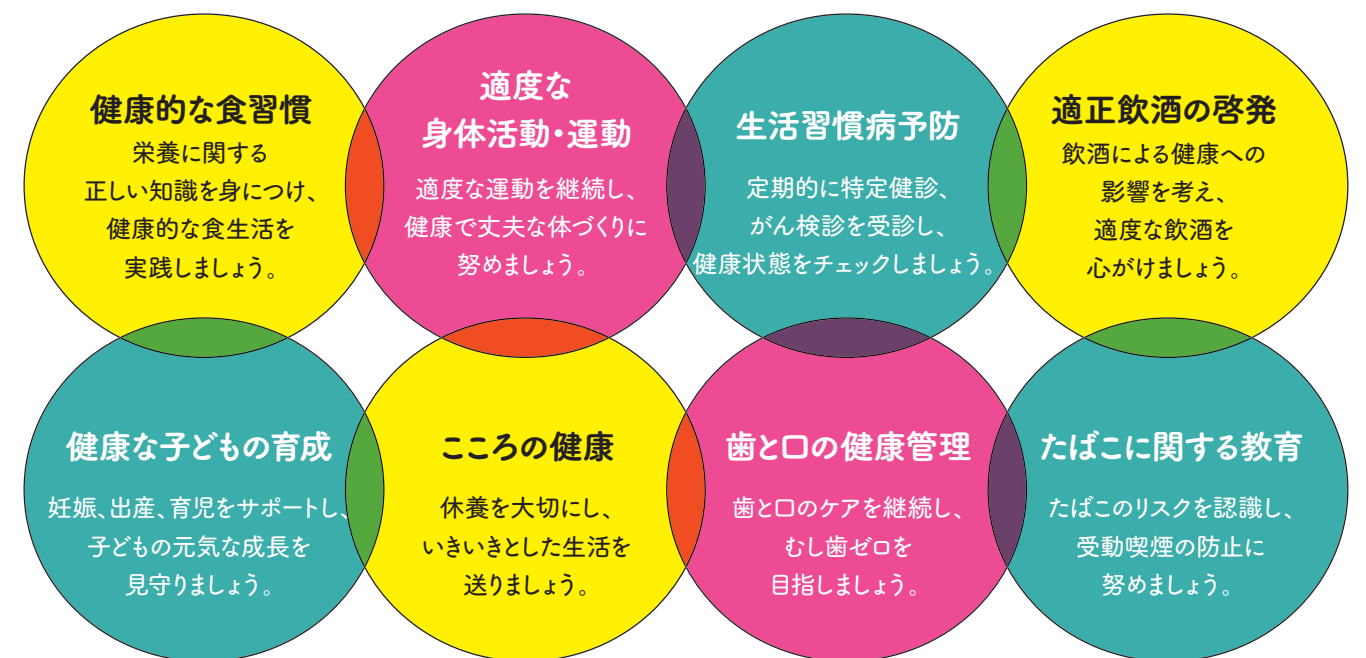 健康的な食習慣
栄養に関する
正しい知識を身につけ、
健康的な食生活を
実践しましょう。
適度な
身体活動・運動
適度な運動を継続し、
健康で丈夫な体づくりに
努めましょう。
生活習慣病予防
定期的に特定健診、
がん検診を受診し、
健康状態をチェックしましょう。
適正飲酒の啓発
飲酒による健康への
影響を考え、
適度な飲酒を
心がけましょう。
健康な子どもの育成
妊娠、出産、育児をサポートし、
子どもの元気な成長を
見守りましょう。
こころの健康
休養を大切にし、
いきいきとした生活を
送りましょう。
歯と口の健康管理
歯と口のケアを継続し、
むし歯ゼロを
目指しましょう。
たばこに関する教育
たばこのリスクを認識し、
受動喫煙の防止に
努めましょう。